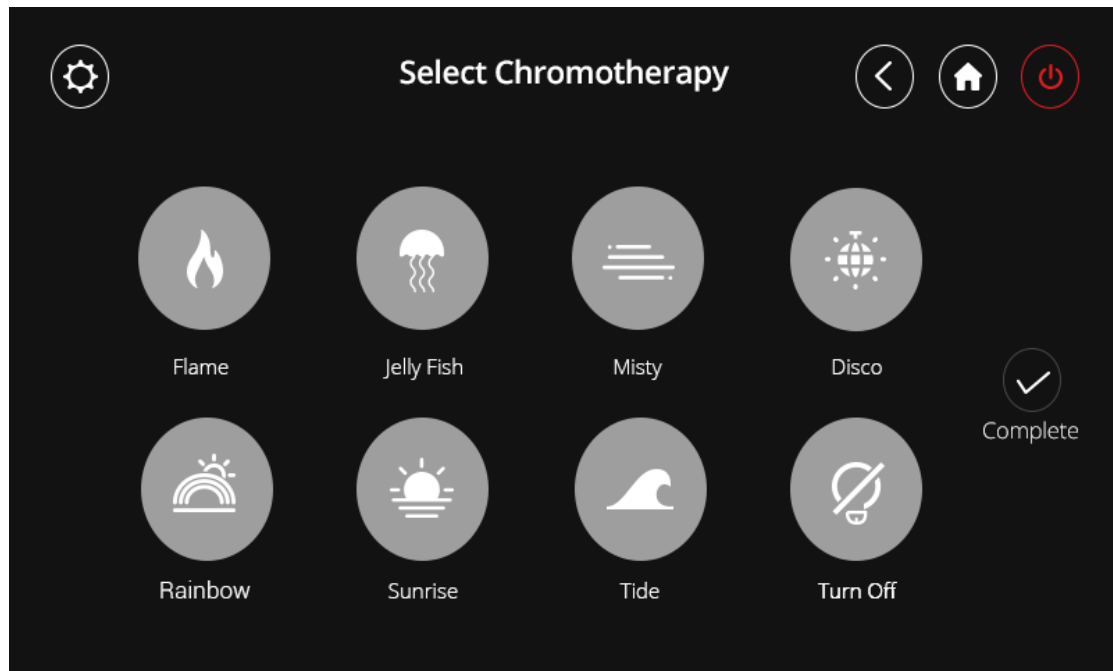 Select Chromotherapy
Flame
Jelly Fish
Misty
Disco
Complete
Rainbow
Sunrise
Tide
Turn Off